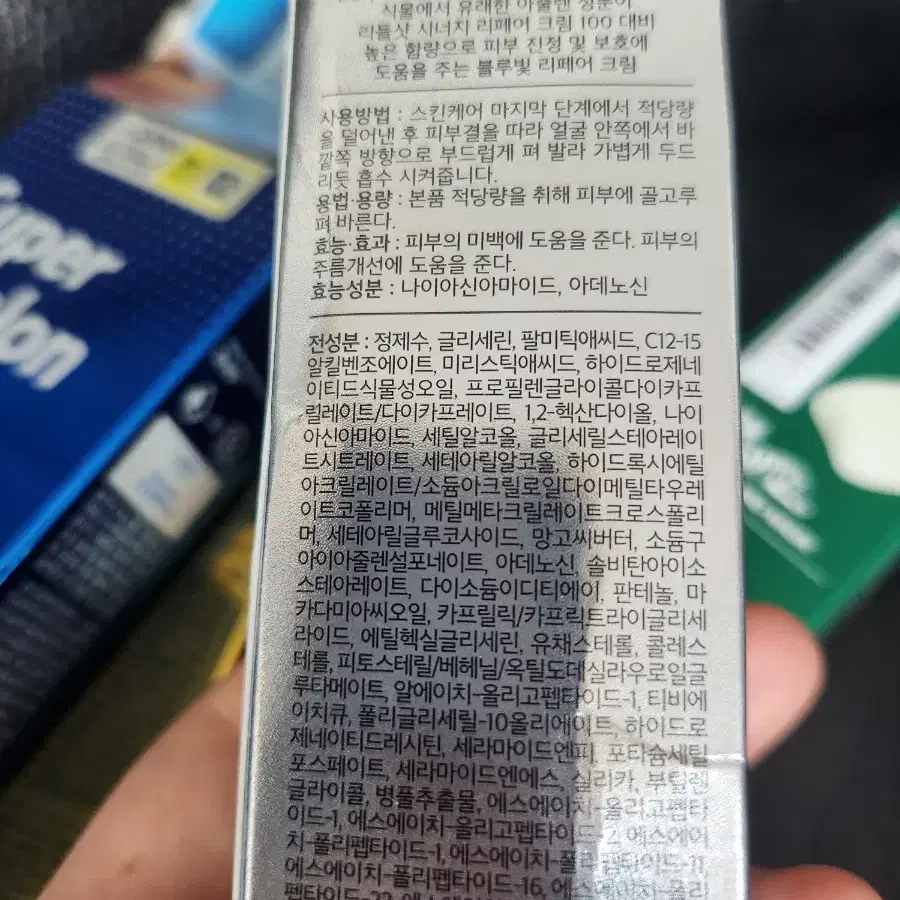 식물에서 유래한 아줄렌 성분이
리들샷 시너지 리페어 크림 100 대비
높은 함량으로 피부 진정 및 보호에
도움을 주는 블루빛 리페어 크림
사용방법 : 스킨케어 마지막 단계에서 적당량
을 덜어낸 후 피부결을 따라 얼굴 안쪽에서 바
깥쪽 방향으로 부드럽게 펴 발라 가볍게 두드
리듯 흡수 시켜줍니다.
용법·용량 : 본품 적당량을 취해 피부에 골고루
펴 바른다.
효능·효과 : 피부의 미백에 도움을 준다. 피부의
주름개선에 도움을 준다.
효능성분 : 나이아신아마이드, 아데노신
전성분 : 정제수, 글리세린, 팔미틱애씨드, C12-15
알킬벤조에이트, 미리스틱애씨드, 하이드로제네
이티드식물성오일, 프로필렌글라이콜다이카프
릴레이트/다이카프레이트, 1,2-헥산다이올, 나이
아신아마이드, 세틸알코올, 글리세릴스테아레이
트시트레이트, 세테아릴알코올, 하이드록시에틸
아크릴레이트/소듐아크릴로일다이메틸타우레
이트코폴리머, 메틸메타크릴레이트크로스폴리
머, 세테아릴글루코사이드, 망고씨버터, 소듐구
아이아줄렌설포네이트, 아데노신, 솔비탄아이소
스테아레이트, 다이소듐이디티에이, 판테놀, 마
카다미아씨오일, 카프릴릭/카프릭트라이글리세
라이드, 에틸헥실글리세린, 유채스테롤, 콜레스
테롤, 피토스테릴/베헤닐/옥틸도데실라우로일글
루타메이트, 알에이치-올리고펩타이드-1, 티비에
이치큐, 폴리글리세릴-10올리에이트, 하이드로
제네이티드레시틴, 세라마이드엔피, 포타슘세틸
포스페이트, 세라마이드엔에스, 실리카, 부틸렌
글라이콜, 병풀추출물, 에스에이치-올리고펩타
이드-1, 에스에이치-올리고펩타이드-2, 에스에이
치-폴리펩타이드-1, 에스에이치-폴리펩타이드-11,
에스에이치-폴리펩타이드-16, 에스에이치-폴리